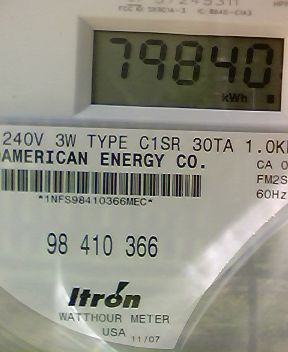 79840
kWh
240V 3W TYPE C1SR 30TA 1.0K
AMERICAN ENERGY CO.
CA 0
FM2S
60Hz
*1NFS98410366MEC*
98 410 366
Itrón
WATTHOUR METER
USA 11/07